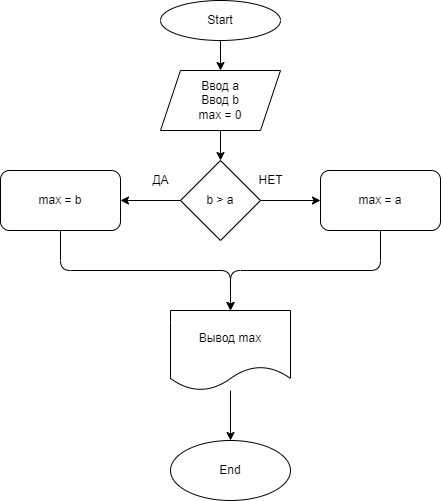 Start
Ввод a
Ввод b
max = 0
ДА
НЕТ
max = b
b > a
max = a
Вывод max
End